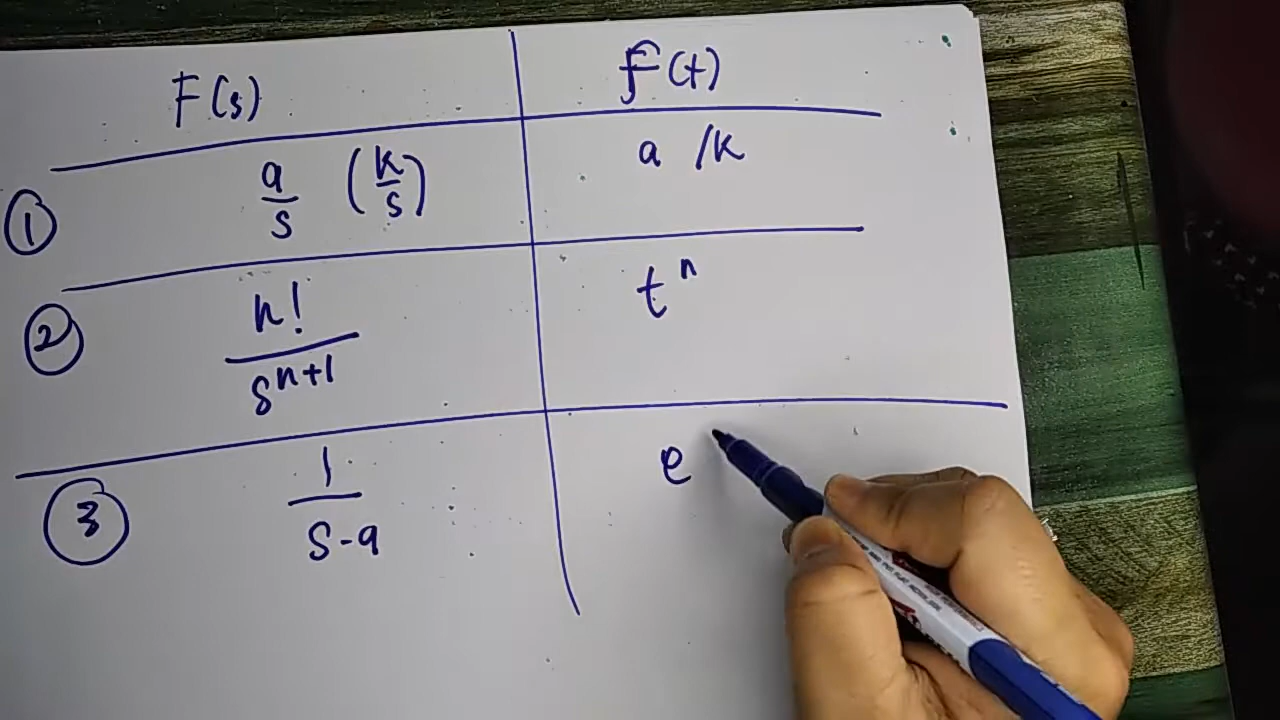 F(s) f(t)
① a/s (k/s) a /k
② n!/s^(n+1) t^n
③ 1/(s-a) e